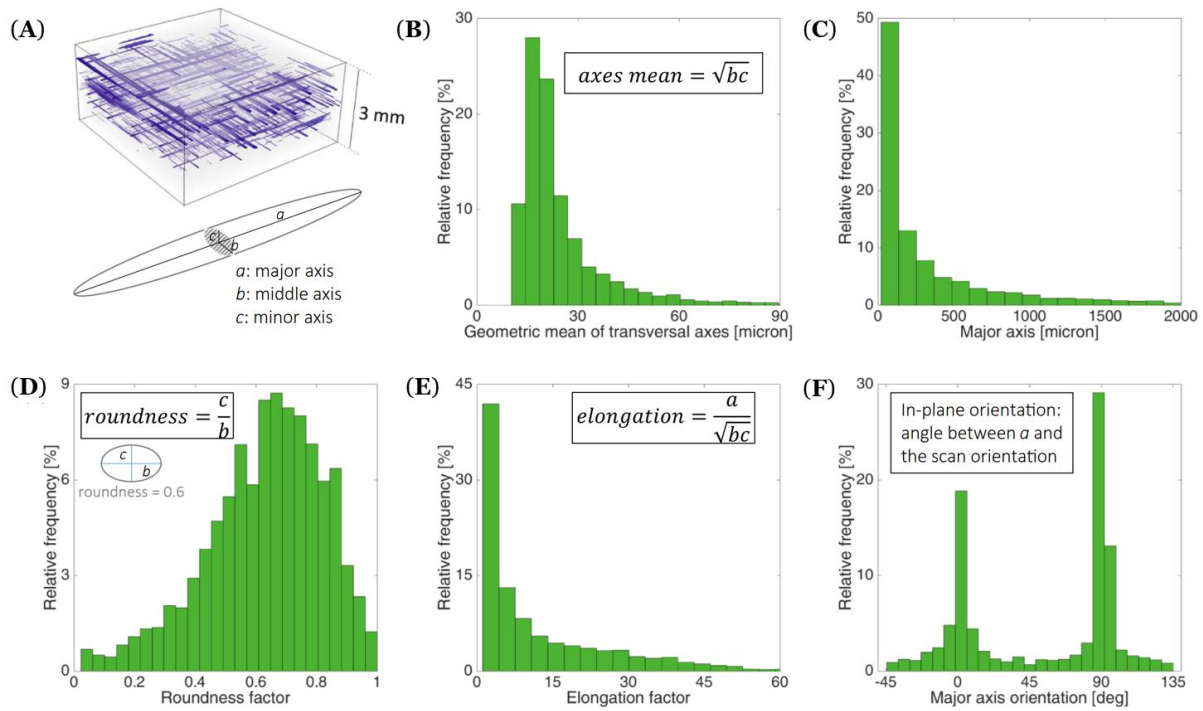 (A)
3 mm
a
c
b
a: major axis
b: middle axis
c: minor axis
(B)
axes mean = √bc
Relative frequency [%]
30
20
10
0
0
30
60
90
Geometric mean of transversal axes [micron]
(C)
Relative frequency [%]
50
40
30
20
10
0
0
500
1000
1500
2000
Major axis [micron]
(D)
roundness = c/b
c
b
roundness = 0.6
Relative frequency [%]
9
6
3
0
0
0.2
0.4
0.6
0.8
1
Roundness factor
(E)
elongation = a/√bc
Relative frequency [%]
45
30
15
0
0
15
30
45
60
Elongation factor
(F)
In-plane orientation:
angle between a and
the scan orientation
Relative frequency [%]
30
20
10
0
-45
0
45
90
135
Major axis orientation [deg]